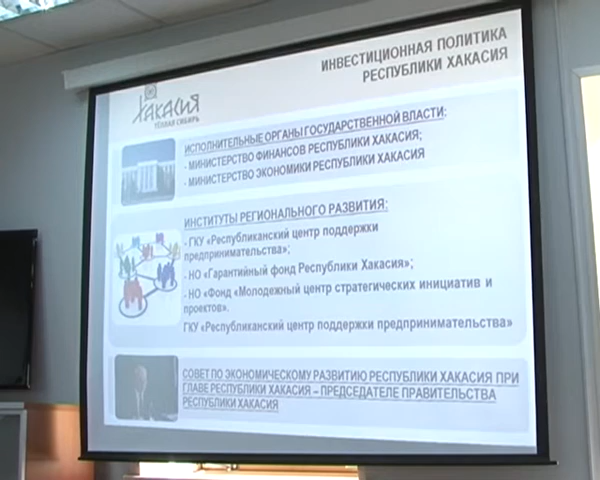 ИНВЕСТИЦИОННАЯ ПОЛИТИКА
РЕСПУБЛИКИ ХАКАСИЯ
ХАКАСИЯ
ТЁПЛАЯ СИБИРЬ
ИСПОЛНИТЕЛЬНЫЕ ОРГАНЫ ГОСУДАРСТВЕННОЙ ВЛАСТИ:
- МИНИСТЕРСТВО ФИНАНСОВ РЕСПУБЛИКИ ХАКАСИЯ;
- МИНИСТЕРСТВО ЭКОНОМИКИ РЕСПУБЛИКИ ХАКАСИЯ
ИНСТИТУТЫ РЕГИОНАЛЬНОГО РАЗВИТИЯ:
- ГКУ «Республиканский центр поддержки
предпринимательства»;
- НО «Гарантийный фонд Республики Хакасия»;
- НО «Фонд «Молодежный центр стратегических инициатив и
проектов».
ГКУ «Республиканский центр поддержки предпринимательства»
СОВЕТ ПО ЭКОНОМИЧЕСКОМУ РАЗВИТИЮ РЕСПУБЛИКИ ХАКАСИЯ ПРИ
ГЛАВЕ РЕСПУБЛИКИ ХАКАСИЯ – ПРЕДСЕДАТЕЛЕ ПРАВИТЕЛЬСТВА
РЕСПУБЛИКИ ХАКАСИЯ